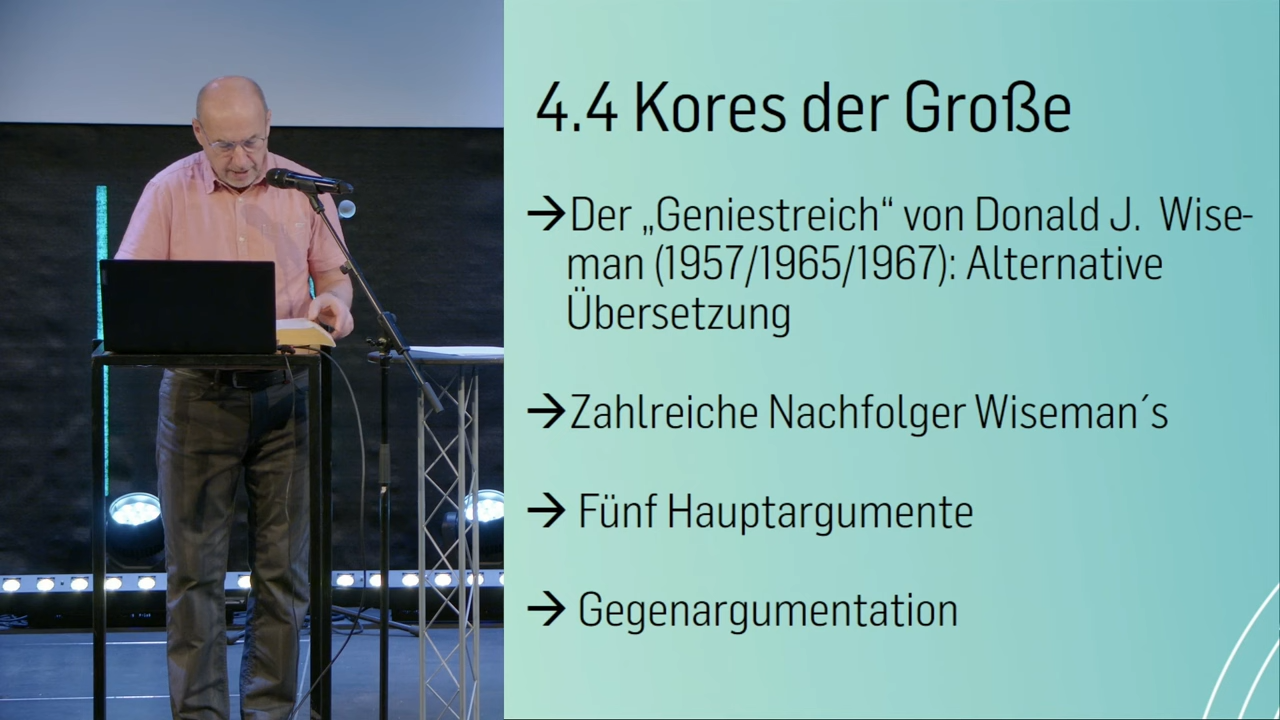 4.4 Kores der Große
→Der „Geniestreich“ von Donald J. Wise-
man (1957/1965/1967): Alternative
Übersetzung
→Zahlreiche Nachfolger Wiseman´s
→ Fünf Hauptargumente
→ Gegenargumentation